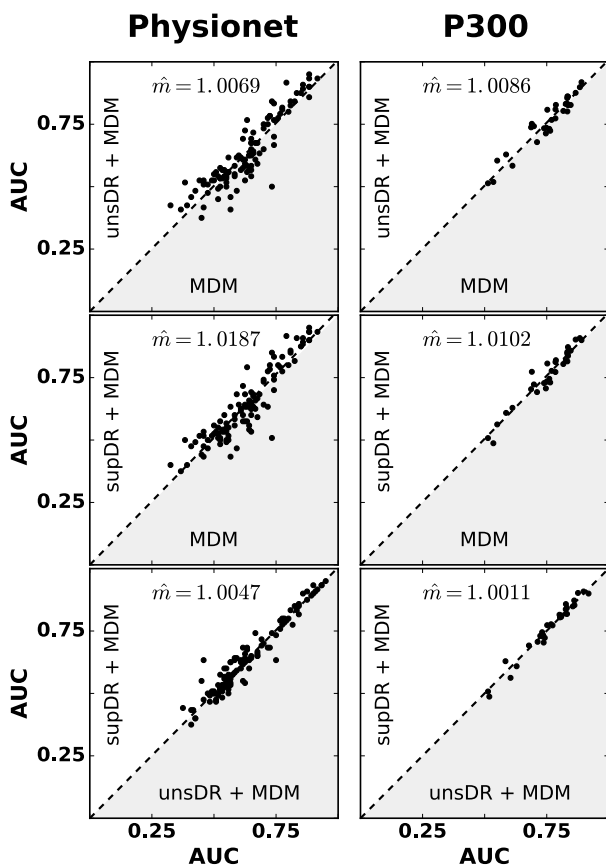 Physionet P300
m̂ = 1.0069
m̂ = 1.0086
AUC
unsDR + MDM
0.75
0.25
MDM
unsDR + MDM
MDM
m̂ = 1.0187
m̂ = 1.0102
AUC
supDR + MDM
0.75
0.25
MDM
supDR + MDM
MDM
m̂ = 1.0047
m̂ = 1.0011
AUC
supDR + MDM
0.75
0.25
unsDR + MDM
supDR + MDM
unsDR + MDM
0.25 0.75 0.25 0.75
AUC AUC